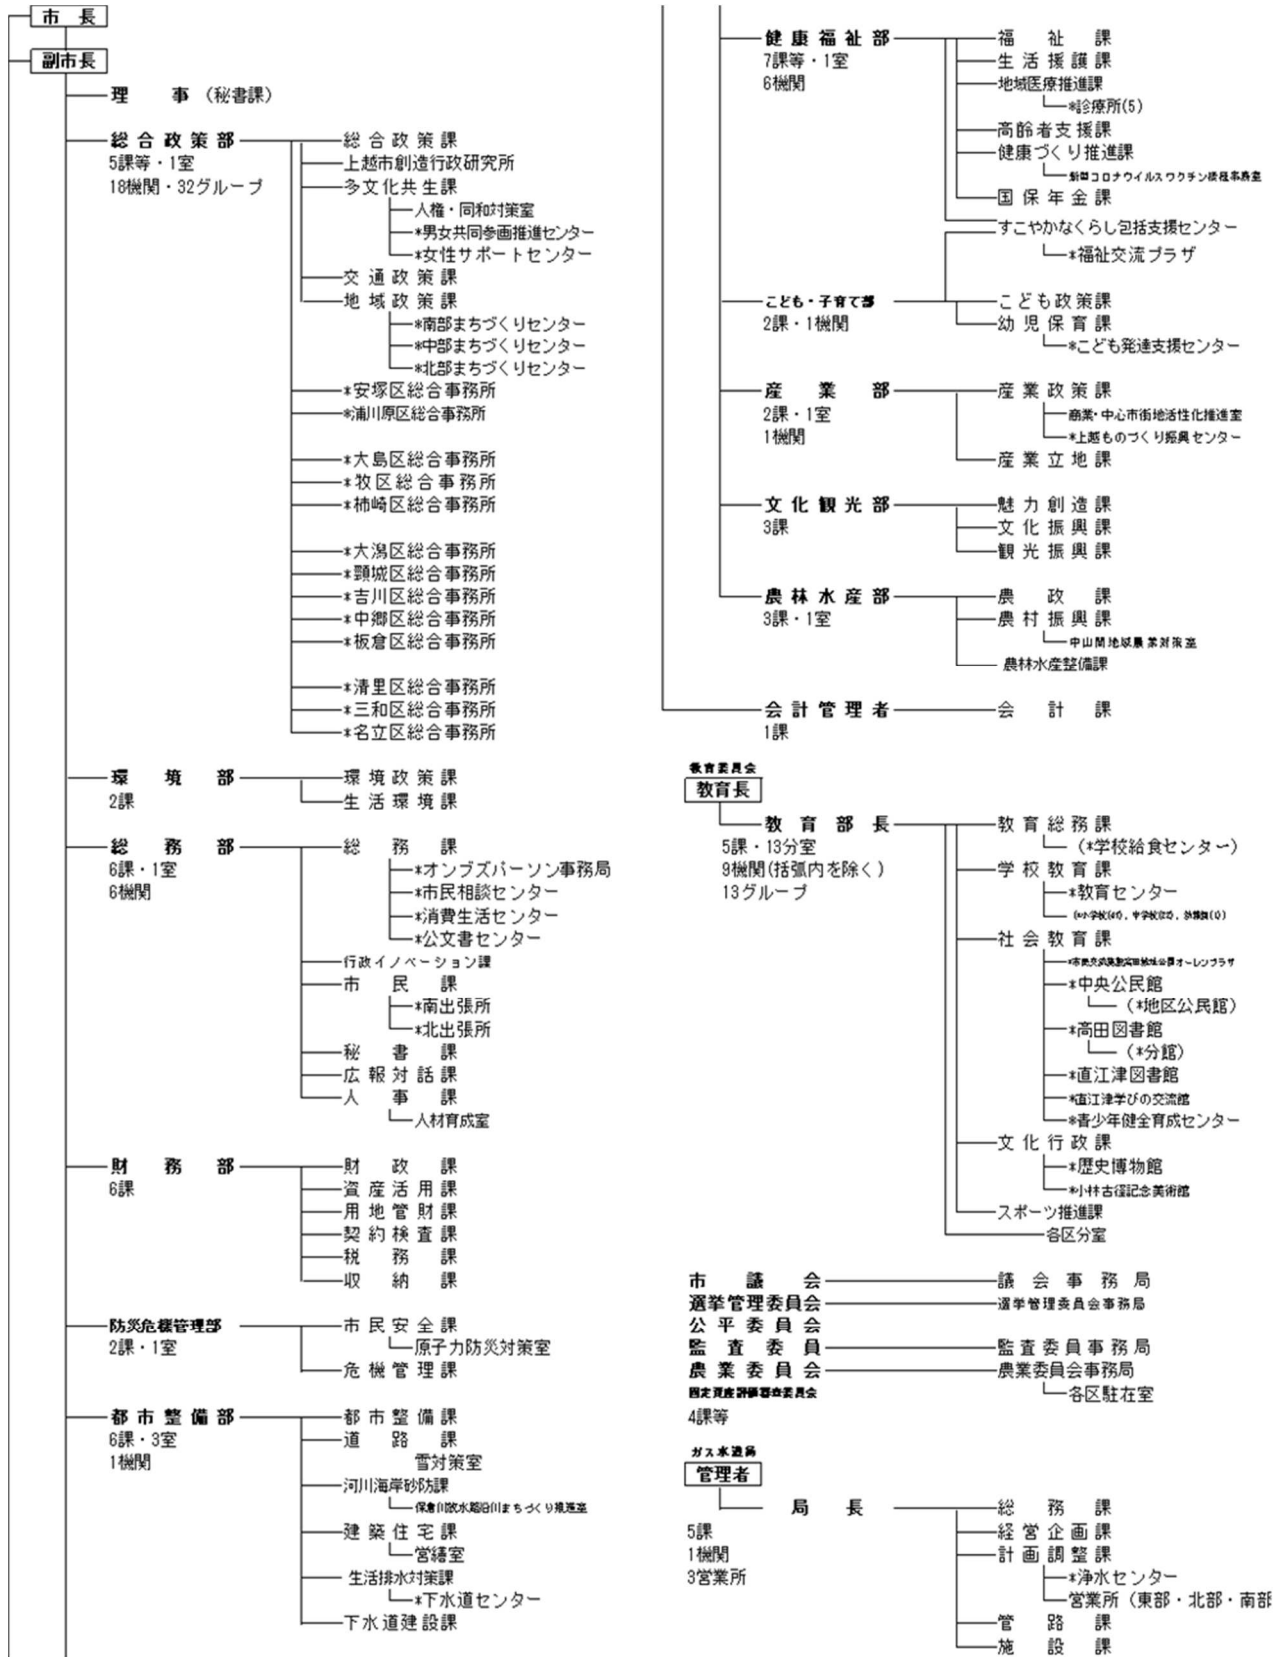 市長
副市長
理事 (秘書課)
総合政策部
5課等・1室
18機関・32グループ
総合政策課
上越市創造行政研究所
多文化共生課
人権・同和対策室
*男女共同参画推進センター
*女性サポートセンター
交通政策課
地域政策課
*南部まちづくりセンター
*中部まちづくりセンター
*北部まちづくりセンター
*安塚区総合事務所
*浦川原区総合事務所
*大島区総合事務所
*牧区総合事務所
*柿崎区総合事務所
*大潟区総合事務所
*頸城区総合事務所
*吉川区総合事務所
*中郷区総合事務所
*板倉区総合事務所
*清里区総合事務所
*三和区総合事務所
*名立区総合事務所
環境部
2課
環境政策課
生活環境課
総務部
6課・1室
6機関
総務課
*オンブズパーソン事務局
*市民相談センター
*消費生活センター
*公文書センター
行政イノベーション課
市民課
*南出張所
*北出張所
秘書課
広報対話課
人事課
人材育成室
財務部
6課
財政課
資産活用課
用地管財課
契約検査課
税務課
収納課
防災危機管理部
2課・1室
市民安全課
原子力防災対策室
危機管理課
都市整備部
6課・3室
1機関
都市整備課
道路課
雪対策室
河川海岸砂防課
保倉川放水路沿川まちづくり推進室
建築住宅課
営繕室
生活排水対策課
*下水道センター
下水道建設課
健康福祉部
7課等・1室
6機関
福祉課
生活援護課
地域医療推進課
*診療所(5)
高齢者支援課
健康づくり推進課
新型コロナウイルスワクチン接種事務室
国保年金課
すこやかなくらし包括支援センター
*福祉交流プラザ
こども・子育て部
2課・1機関
こども政策課
幼児保育課
*こども発達支援センター
産業部
2課・1室
1機関
産業政策課
商業・中心市街地活性化推進室
*上越ものづくり振興センター
産業立地課
文化観光部
3課
魅力創造課
文化振興課
観光振興課
農林水産部
3課・1室
農政課
農村振興課
中山間地域農業対策室
農林水産整備課
会計管理者
1課
会計課
教育委員会
教育長
教育部長
5課・13分室
9機関(括弧内を除く)
13グループ
教育総務課
(*学校給食センター)
学校教育課
*教育センター
社会教育課
*中央公民館
(*地区公民館)
*高田図書館
(*分館)
*直江津図書館
*直江津学びの交流館
*青少年健全育成センター
文化行政課
*歴史博物館
*小林古径記念美術館
スポーツ推進課
各区分室
市議会
議会事務局
選挙管理委員会
選挙管理委員会事務局
公平委員会
監査委員
監査委員事務局
農業委員会
農業委員会事務局
各区駐在室
固定資産評価審査委員会
4課等
ガス水道局
管理者
局長
5課
1機関
3営業所
総務課
経営企画課
計画調整課
*浄水センター
営業所 (東部・北部・南部
管路課
施設課